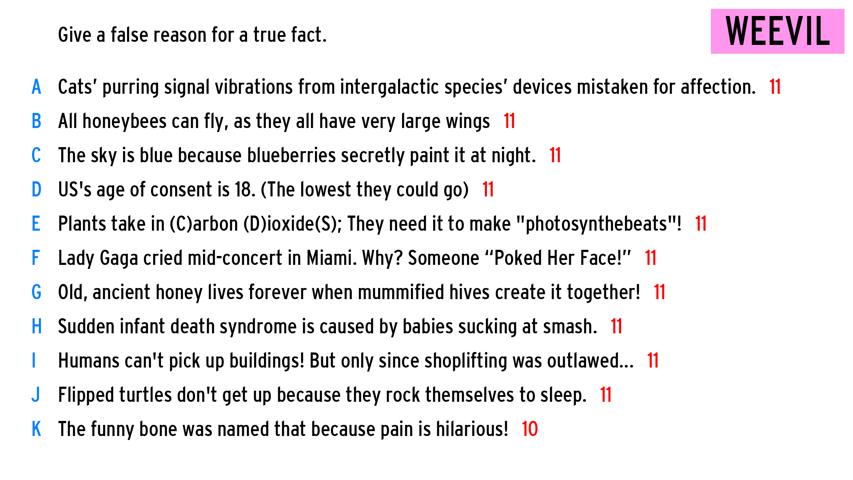 Give a false reason for a true fact.
WEEVIL
A Cats’ purring signal vibrations from intergalactic species’ devices mistaken for affection. 11
B All honeybees can fly, as they all have very large wings 11
C The sky is blue because blueberries secretly paint it at night. 11
D US's age of consent is 18. (The lowest they could go) 11
E Plants take in (C)arbon (D)ioxide(S); They need it to make "photosynthebeats"! 11
F Lady Gaga cried mid-concert in Miami. Why? Someone “Poked Her Face!” 11
G Old, ancient honey lives forever when mummified hives create it together! 11
H Sudden infant death syndrome is caused by babies sucking at smash. 11
I Humans can't pick up buildings! But only since shoplifting was outlawed... 11
J Flipped turtles don't get up because they rock themselves to sleep. 11
K The funny bone was named that because pain is hilarious! 10